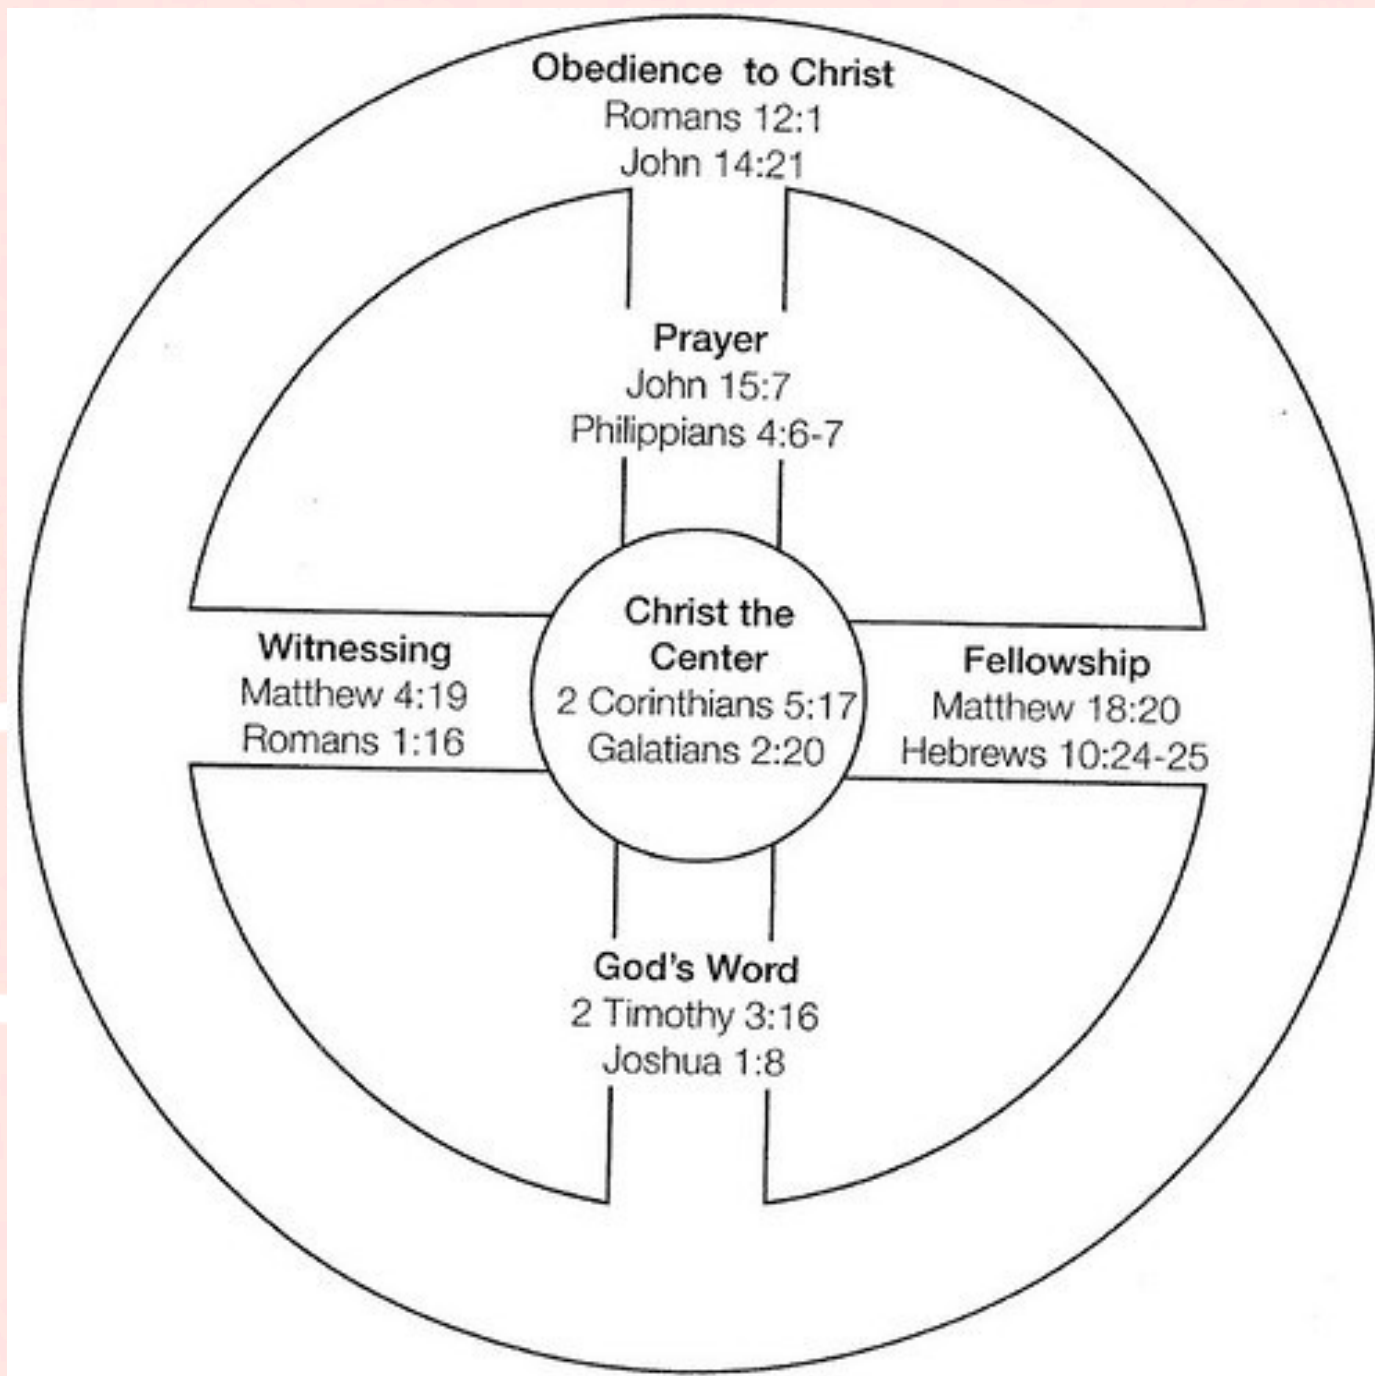 Obedience to Christ
Romans 12:1
John 14:21
Prayer
John 15:7
Philippians 4:6-7
Witnessing
Matthew 4:19
Romans 1:16
Christ the
Center
2 Corinthians 5:17
Galatians 2:20
Fellowship
Matthew 18:20
Hebrews 10:24-25
God's Word
2 Timothy 3:16
Joshua 1:8